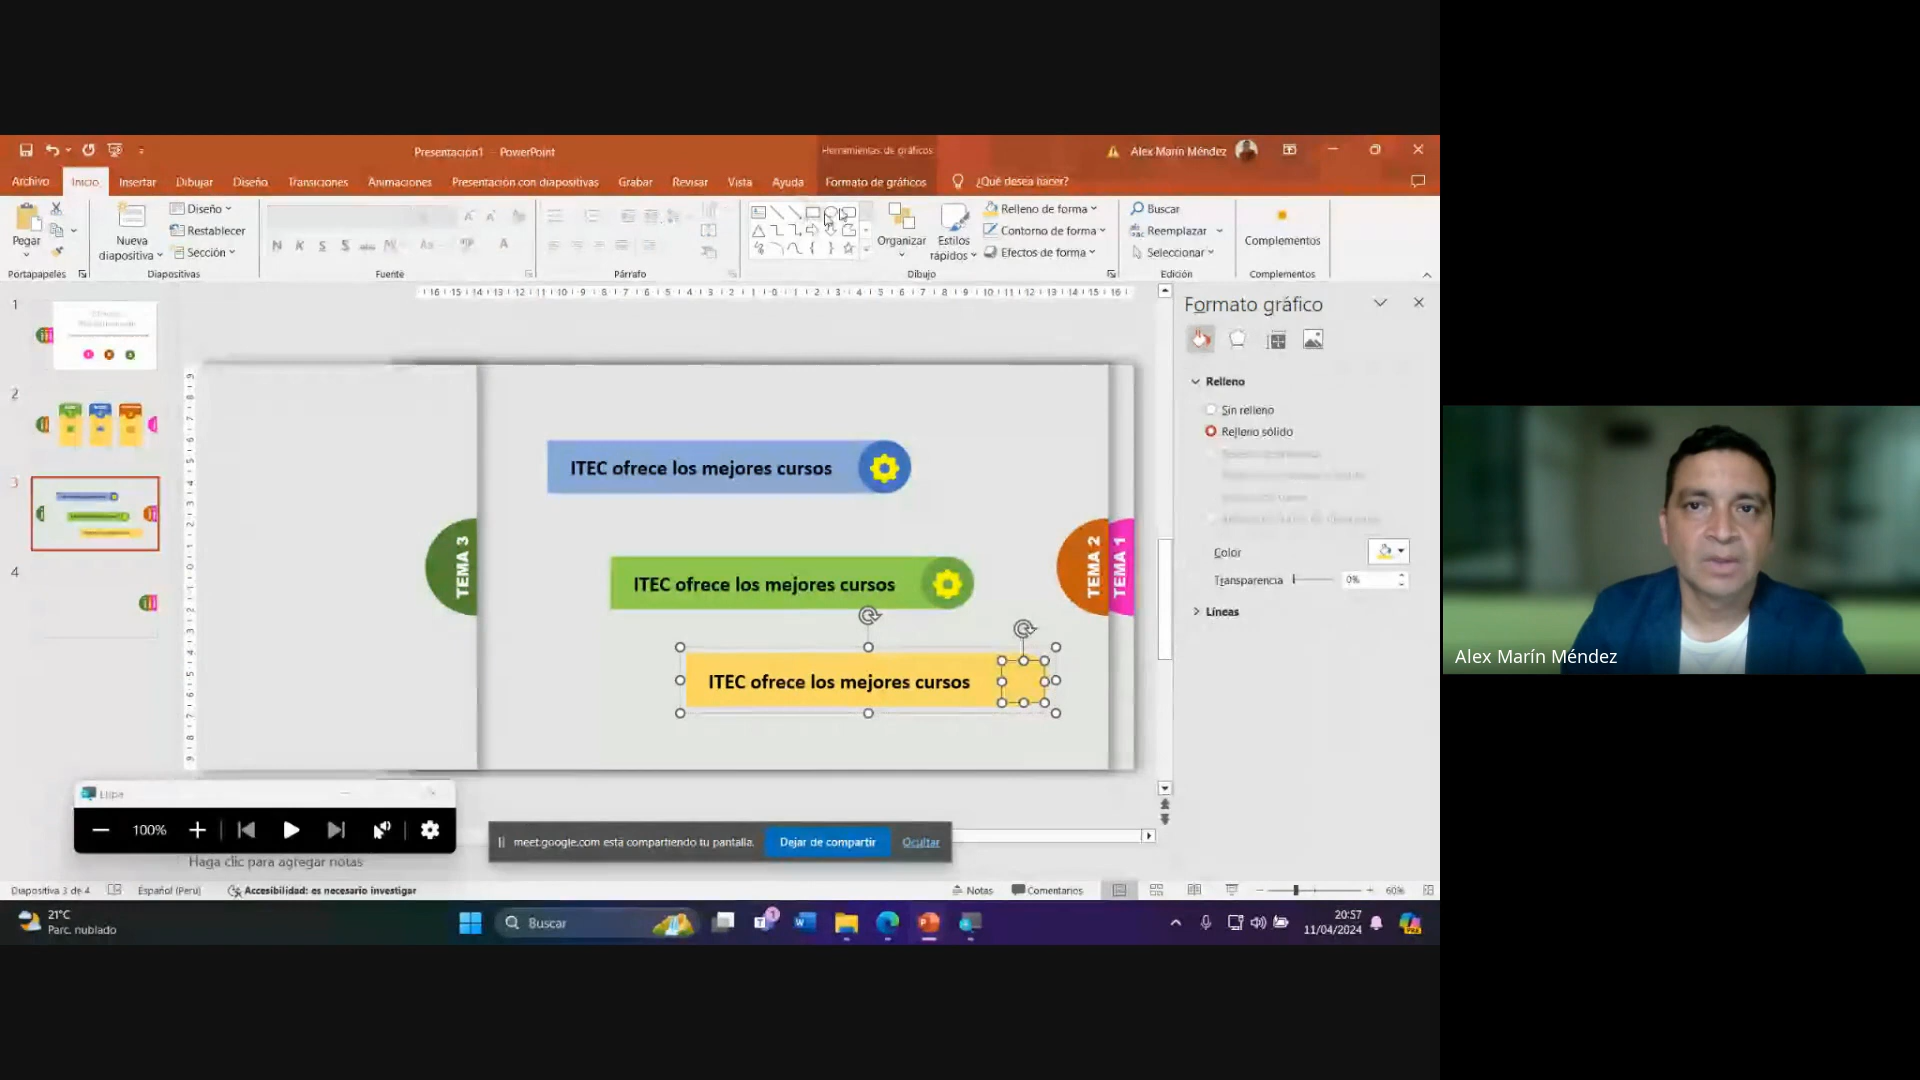 Presentación1 - PowerPoint
Herramientas de gráficos
Alex Marín Méndez
Archivo Inicio Insertar Dibujar Diseño Transiciones Animaciones Presentación con diapositivas Grabar Revisar Vista Ayuda Formato de gráficos ¿Qué desea hacer?
Pegar
Nueva diapositiva
Diseño
Restablecer
Sección
N K S S
Organizar
Estilos rápidos
Relleno de forma
Contorno de forma
Efectos de forma
Buscar
Reemplazar
Seleccionar
Complementos
Portapapeles Diapositivas Fuente Párrafo Dibujo Edición Complementos
1
2
3
4
ITEC ofrece los mejores cursos
ITEC ofrece los mejores cursos
ITEC ofrece los mejores cursos
TEMA 3
TEMA 2
TEMA 1
Formato gráfico
Relleno
Sin relleno
Relleno sólido
Color
Transparencia 0%
Líneas
Lupa
100%
Haga clic para agregar notas
meet.google.com está compartiendo tu pantalla.
Dejar de compartir
Ocultar
Diapositiva 3 de 4 Español (Perú) Accesibilidad: es necesario investigar Notas Comentarios 60%
21°C
Parc. nublado
Buscar
20:57
11/04/2024
Alex Marín Méndez